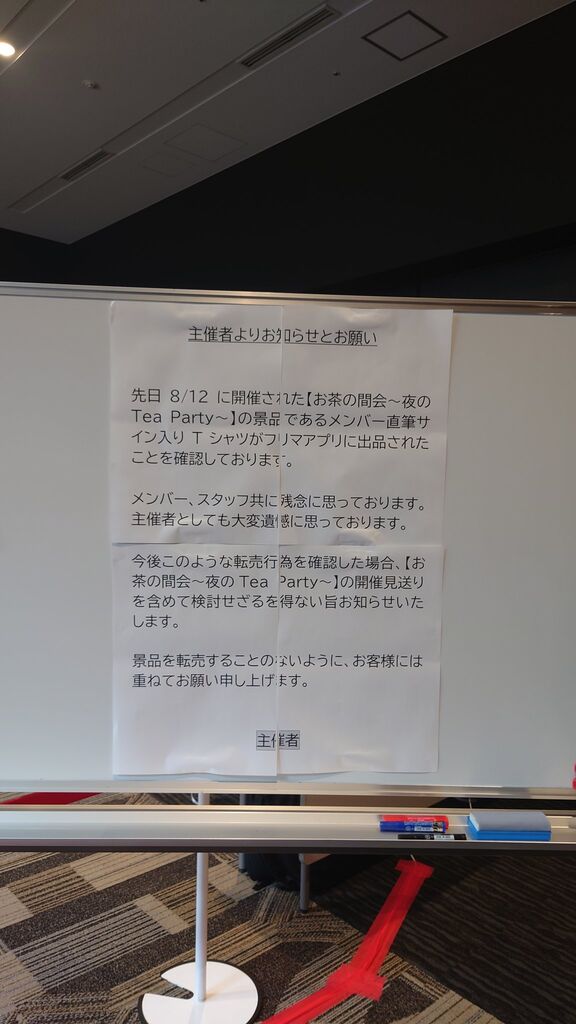 主催者よりお知らせとお願い
先日 8/12 に開催された【お茶の間会～夜の
Tea Party～】の景品であるメンバー直筆サ
イン入り T シャツがフリマアプリに出品された
ことを確認しております。
メンバー、スタッフ共に残念に思っております。
主催者としても大変遺憾に思っております。
今後このような転売行為を確認した場合、【お
茶の間会～夜の Tea Party～】の開催見送り
を含めて検討せざるを得ない旨お知らせいた
します。
景品を転売することのないように、お客様には
重ねてお願い申し上げます。
主催者